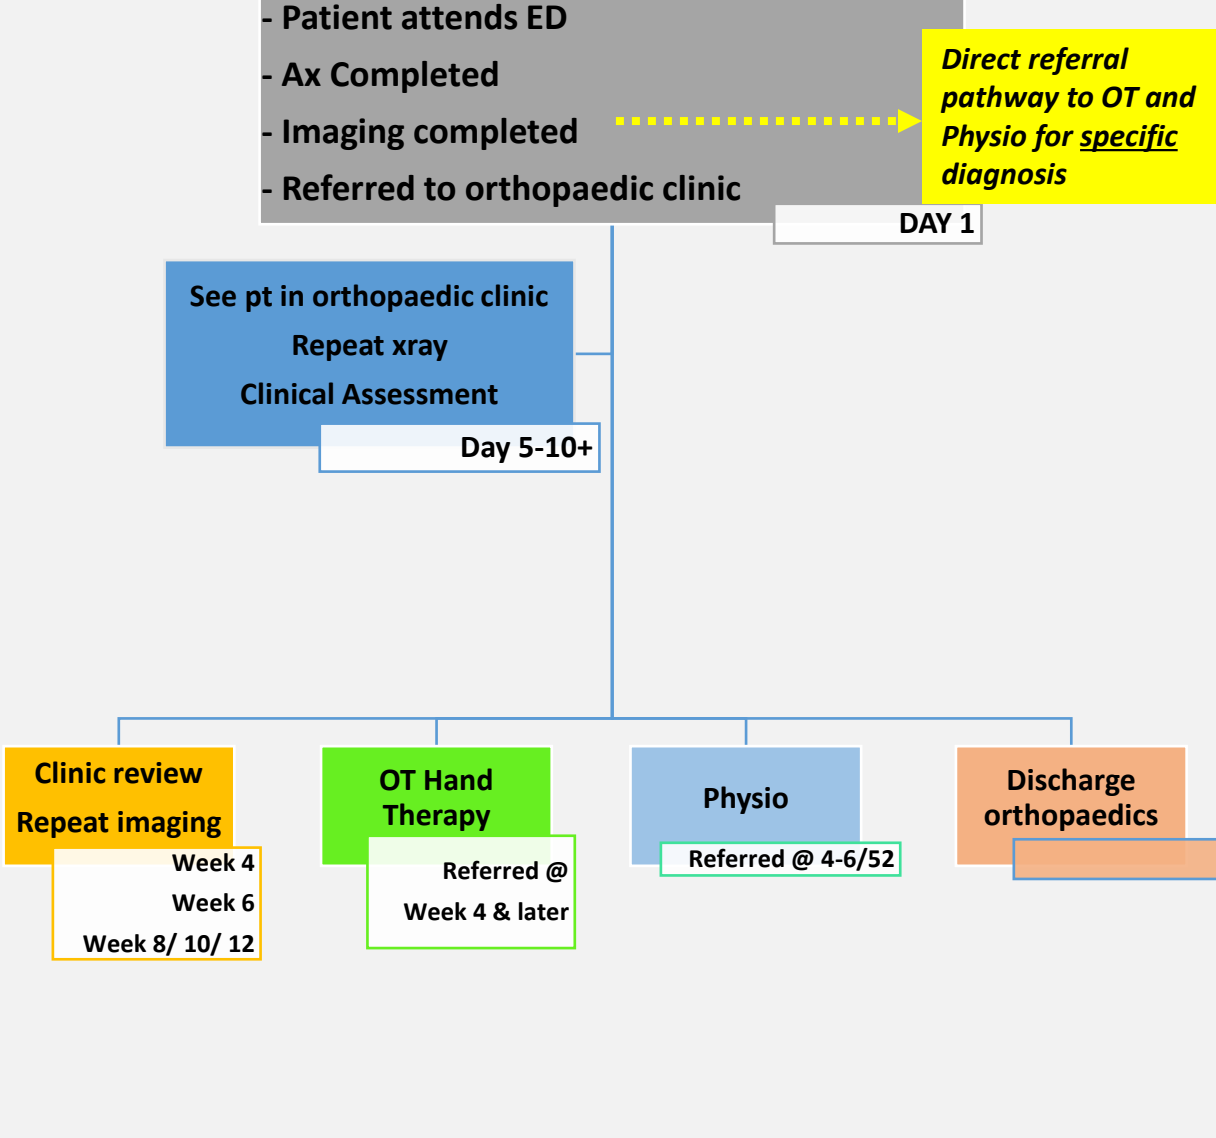 - Patient attends ED
- Ax Completed
- Imaging completed
- Referred to orthopaedic clinic
Direct referral
pathway to OT and
Physio for specific
diagnosis
DAY 1
See pt in orthopaedic clinic
Repeat xray
Clinical Assessment
Day 5-10+
Clinic review
Repeat imaging
Week 4
Week 6
Week 8/ 10/ 12
OT Hand
Therapy
Referred @
Week 4 & later
Physio
Referred @ 4-6/52
Discharge
orthopaedics